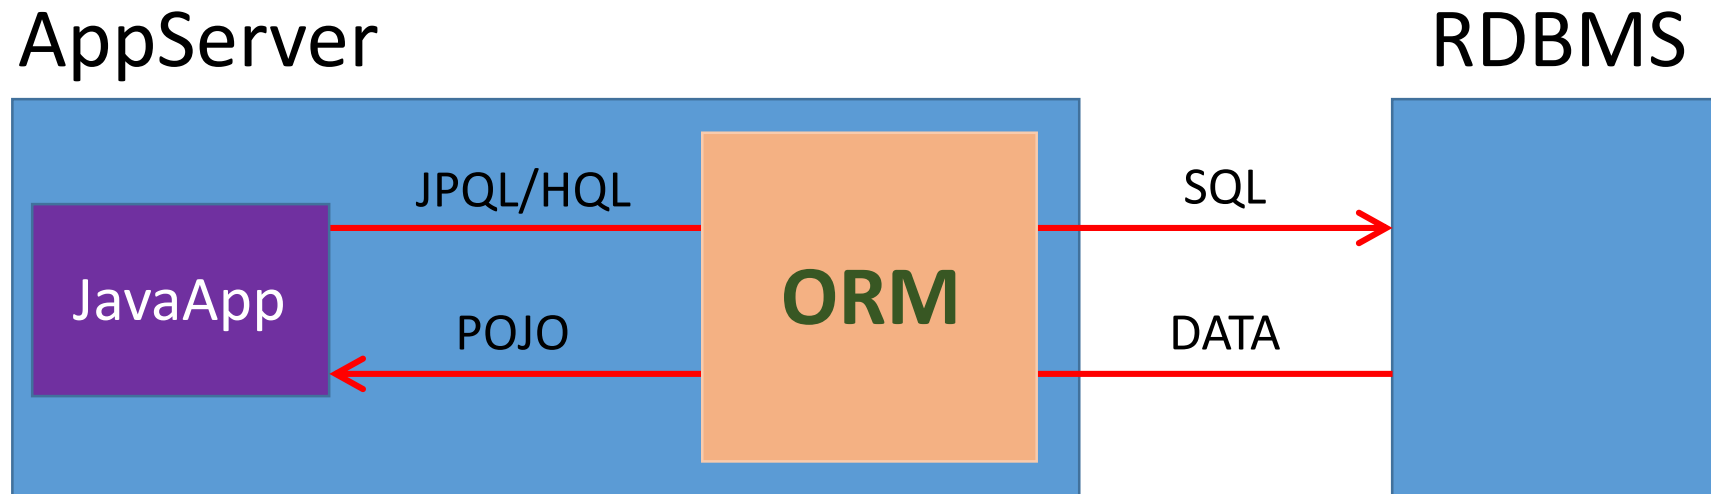 AppServer
RDBMS
JPQL/HQL
SQL
JavaApp
ORM
POJO
DATA